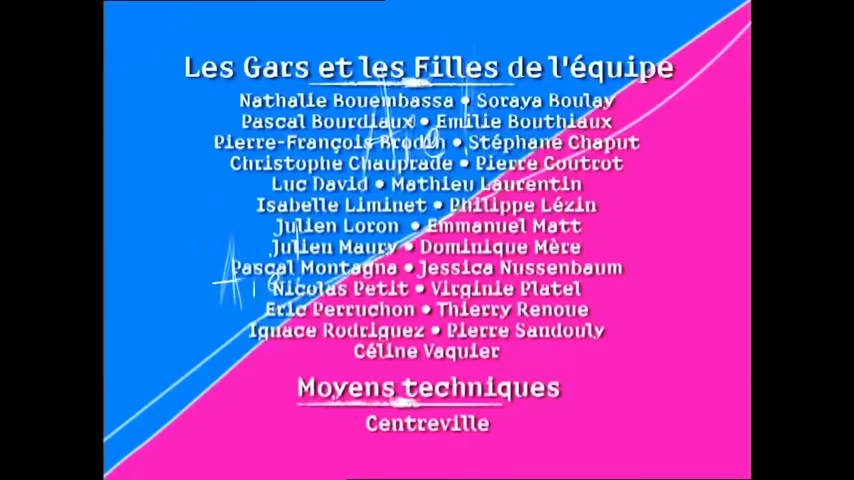 Les Gars et les Filles de l'équipe
Nathalie Bouembassa • Soraya Boulay
Pascal Bourdiaux • Emilie Bouthiaux
Pierre-François Brodin • Stéphane Chaput
Christophe Chauprade • Pierre Coutrot
Luc David • Mathieu Laurentin
Isabelle Liminet • Philippe Lézin
Julien Loron • Emmanuel Matt
Julien Maury • Dominique Mère
Pascal Montagna • Jessica Nussenbaum
Nicolas Petit • Virginie Platel
Eric Perruchon • Thierry Renoue
Ignace Rodriguez • Pierre Sandouly
Céline Vaquier
Moyens techniques
Centreville
Aïe!
Aïe!